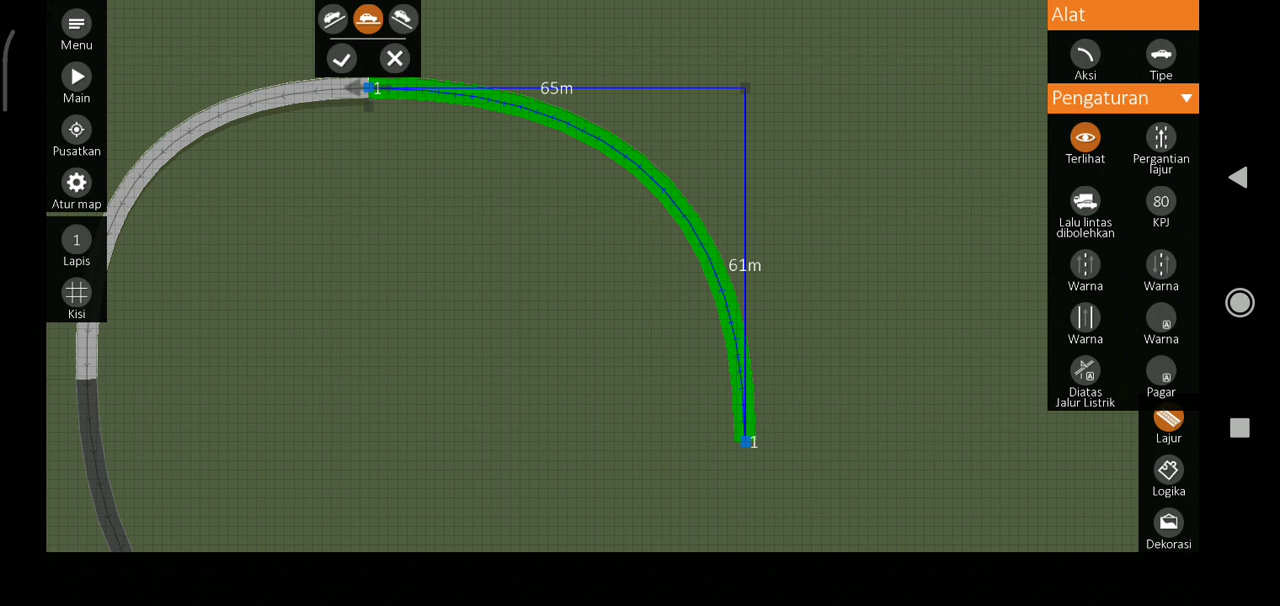 Menu
Main
Pusatkan
Atur map
1
Lapis
Kisi
1
65m
61m
1
Alat
Aksi
Tipe
Pengaturan
Terlihat
Pergantian
lajur
Lalu lintas
dibolehkan
80
KPJ
Warna
Warna
Warna
A
Warna
A
Diatas
Jalur Listrik
A
Pagar
Lajur
Logika
Dekorasi